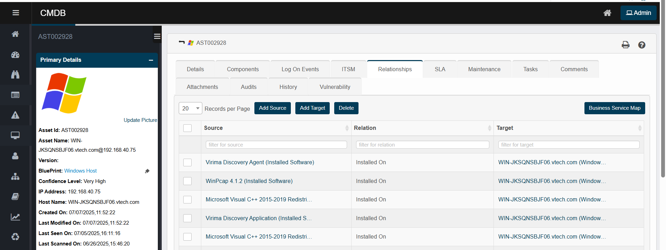 CMDB
Admin
AST002928
AST002928
Primary Details
Update Picture
Asset Id: AST002928
Asset Name: WIN-
JKSQNSBJF06.vtech.com@192.168.40.75
Version:
BluePrint: Windows Host
Confidence Level: Very High
IP Address: 192.168.40.75
Host Name: WIN-JKSQNSBJF06.vtech.com
Created On: 07/07/2025,11:52:22
Last Modified On: 07/07/2025,11:52:22
Last Seen On: 07/05/2025,16:11:16
Last Scanned On: 06/26/2025,15:46:20
Details
Components
Log On Events
ITSM
Relationships
SLA
Maintenance
Tasks
Comments
Attachments
Audits
History
Vulnerability
20 Records per Page
Add Source
Add Target
Delete
Business Service Map
Source Relation Target
filter for source filter for relation filter for target
Virima Discovery Agent (Installed Software) Installed On WIN-JKSQNSBJF06.vtech.com (Window...
WinPcap 4.1.2 (Installed Software) Installed On WIN-JKSQNSBJF06.vtech.com (Window...
Microsoft Visual C++ 2015-2019 Redistri... Installed On WIN-JKSQNSBJF06.vtech.com (Window...
Virima Discovery Application (Installed S... Installed On WIN-JKSQNSBJF06.vtech.com (Window...
Microsoft Visual C++ 2015-2019 Redistri... Installed On WIN-JKSQNSBJF06.vtech.com (Window...